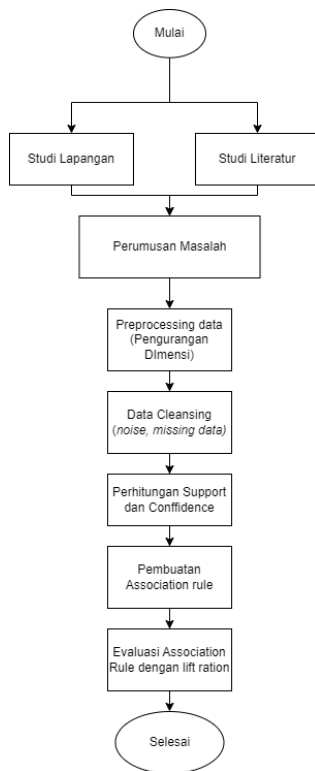 Mulai
Studi Lapangan
Studi Literatur
Perumusan Masalah
Preprocessing data
(Pengurangan
DImensi)
Data Cleansing
(noise, missing data)
Perhitungan Support
dan Conffidence
Pembuatan
Association rule
Evaluasi Association
Rule dengan lift ration
Selesai